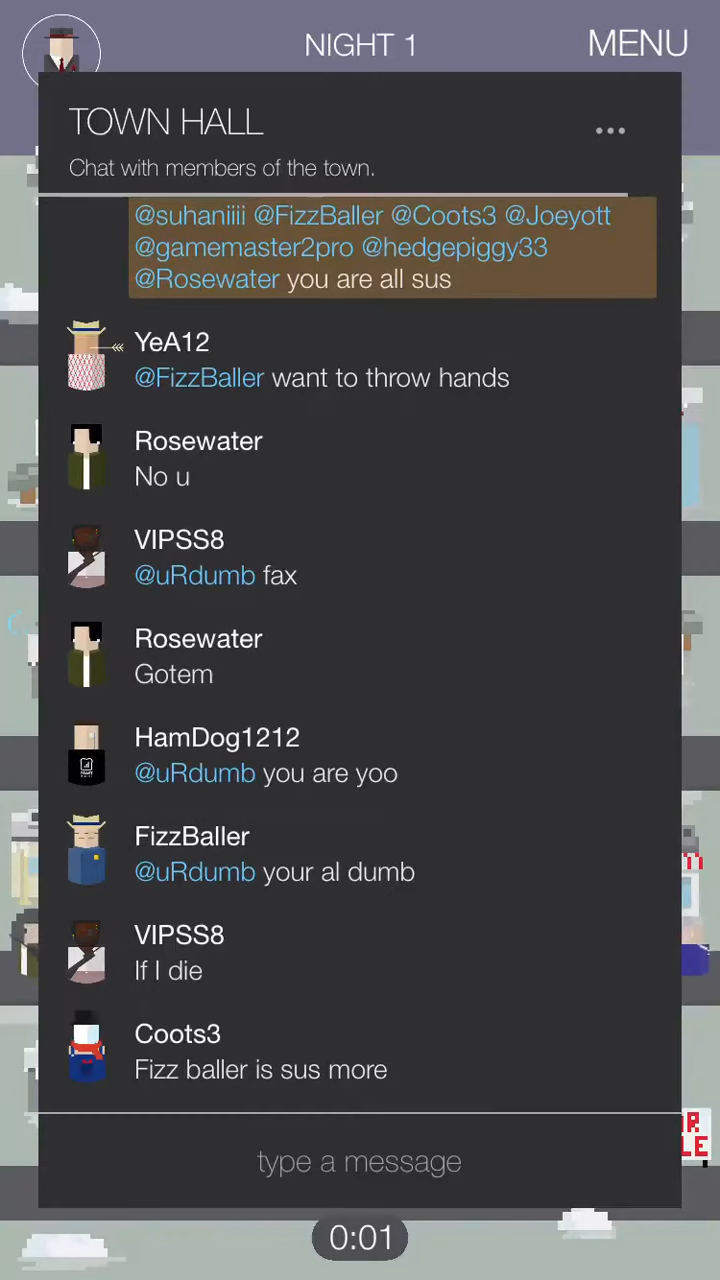 NIGHT 1
MENU
TOWN HALL
Chat with members of the town.
@suhaniiii @FizzBaller @Coots3 @Joeyott
@gamemaster2pro @hedgepiggy33
@Rosewater you are all sus
YeA12
@FizzBaller want to throw hands
Rosewater
No u
VIPSS8
@uRdumb fax
Rosewater
Gotem
HamDog1212
@uRdumb you are yoo
FizzBaller
@uRdumb your al dumb
VIPSS8
If I die
Coots3
Fizz baller is sus more
type a message
0:01